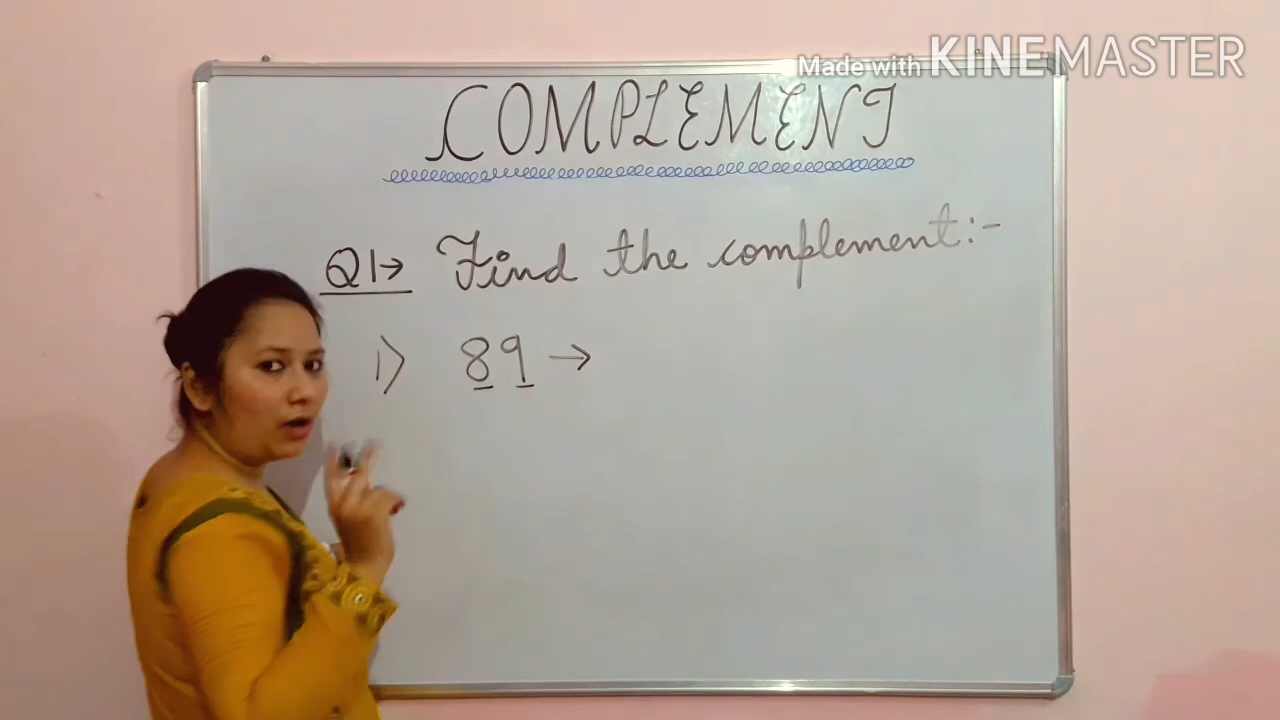 Made with KINEMASTER
COMPLEMENT
Q1→ Find the complement:-
1) 89 →